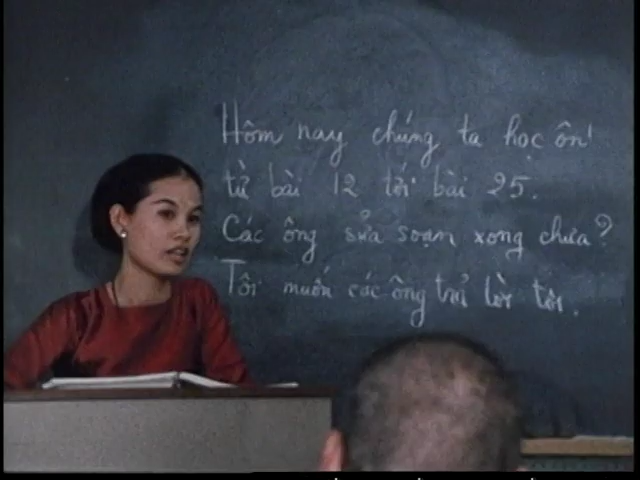 Hôm nay chúng ta học ôn
từ bài 12 tới bài 25.
Các ông sửa soạn xong chưa?
Tôi muốn các ông trả lời tôi.